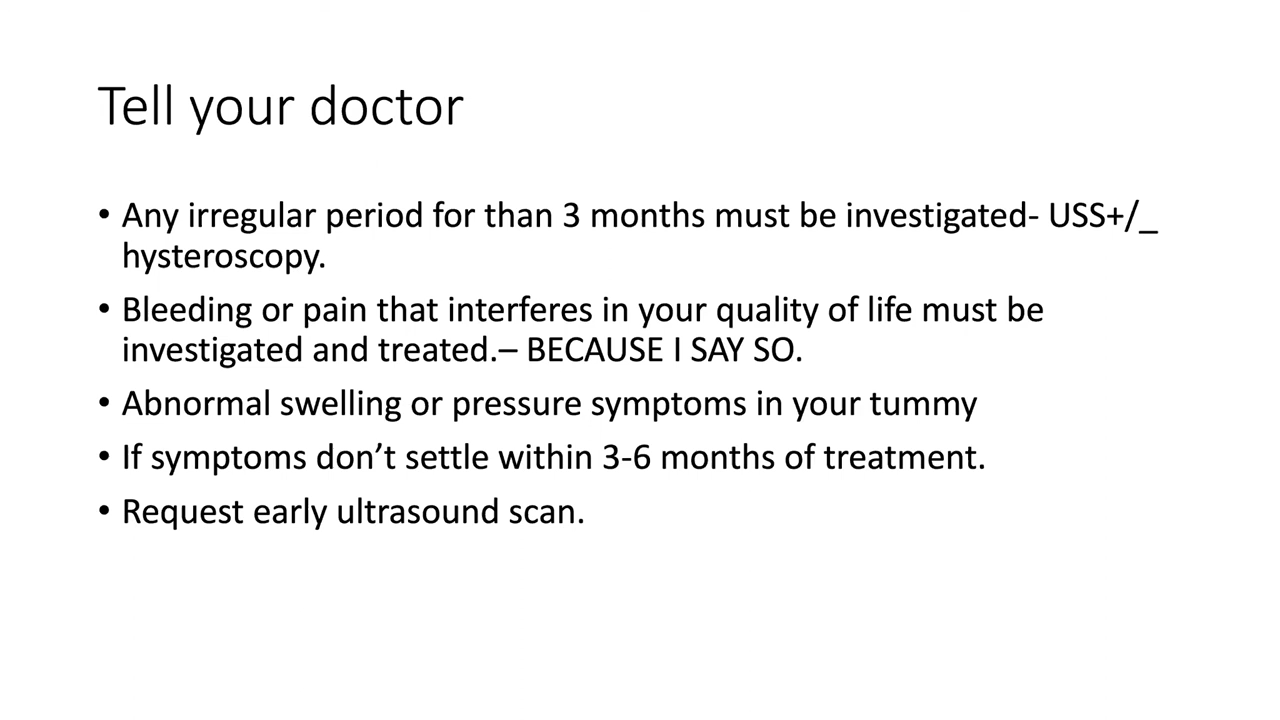 Tell your doctor
• Any irregular period for than 3 months must be investigated- USS+/_
hysteroscopy.
• Bleeding or pain that interferes in your quality of life must be
investigated and treated.– BECAUSE I SAY SO.
• Abnormal swelling or pressure symptoms in your tummy
• If symptoms don’t settle within 3-6 months of treatment.
• Request early ultrasound scan.